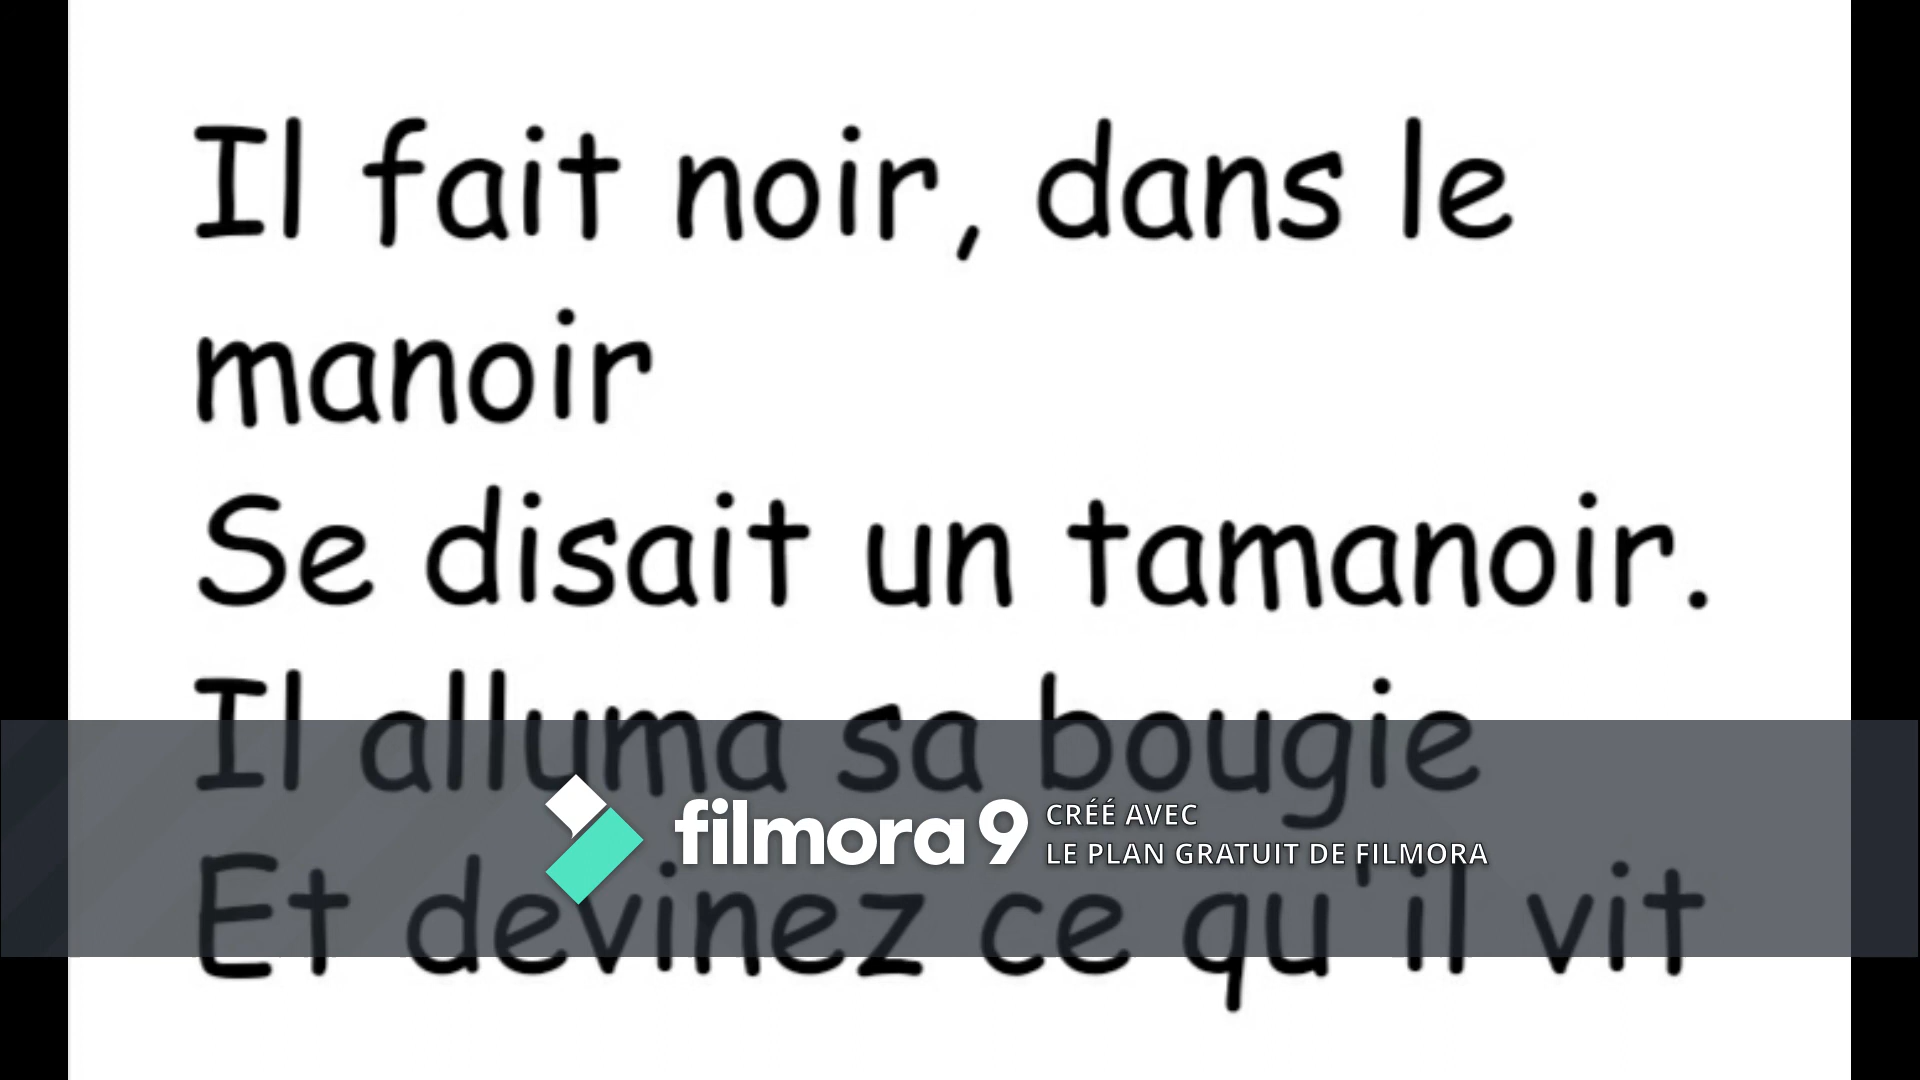 Il fait noir, dans le
manoir
Se disait un tamanoir.
Il alluma sa bougie
filmora9 CRÉÉ AVEC
LE PLAN GRATUIT DE FILMORA
Et devinez ce qu'il vit